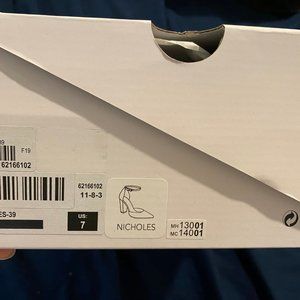 F19
62166102
ES-39
62166102
11-8-3
US:
7
NICHOLES
MH 13001
MC 14001